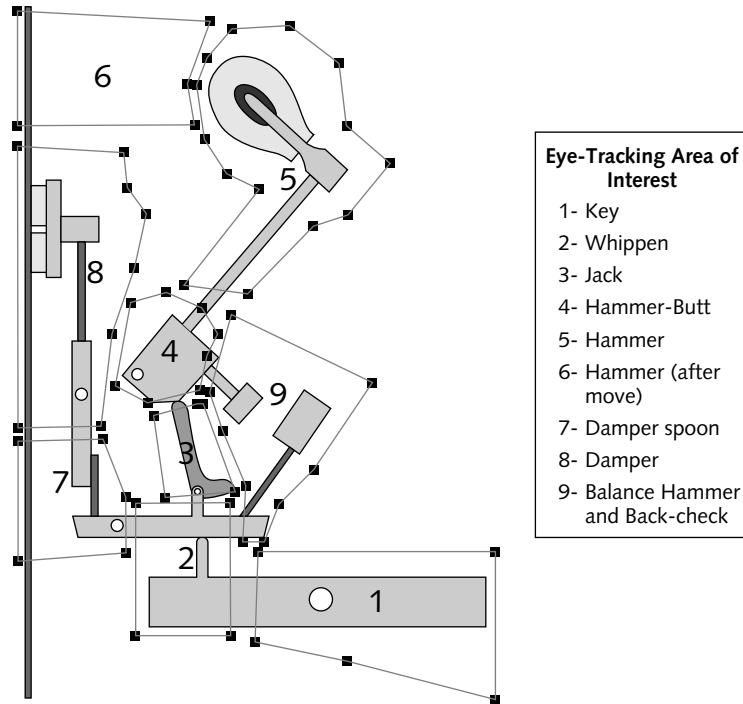 6
5
8
4
9
3
7
2
1
Eye-Tracking Area of
Interest
1- Key
2- Whippen
3- Jack
4- Hammer-Butt
5- Hammer
6- Hammer (after
move)
7- Damper spoon
8- Damper
9- Balance Hammer
and Back-check